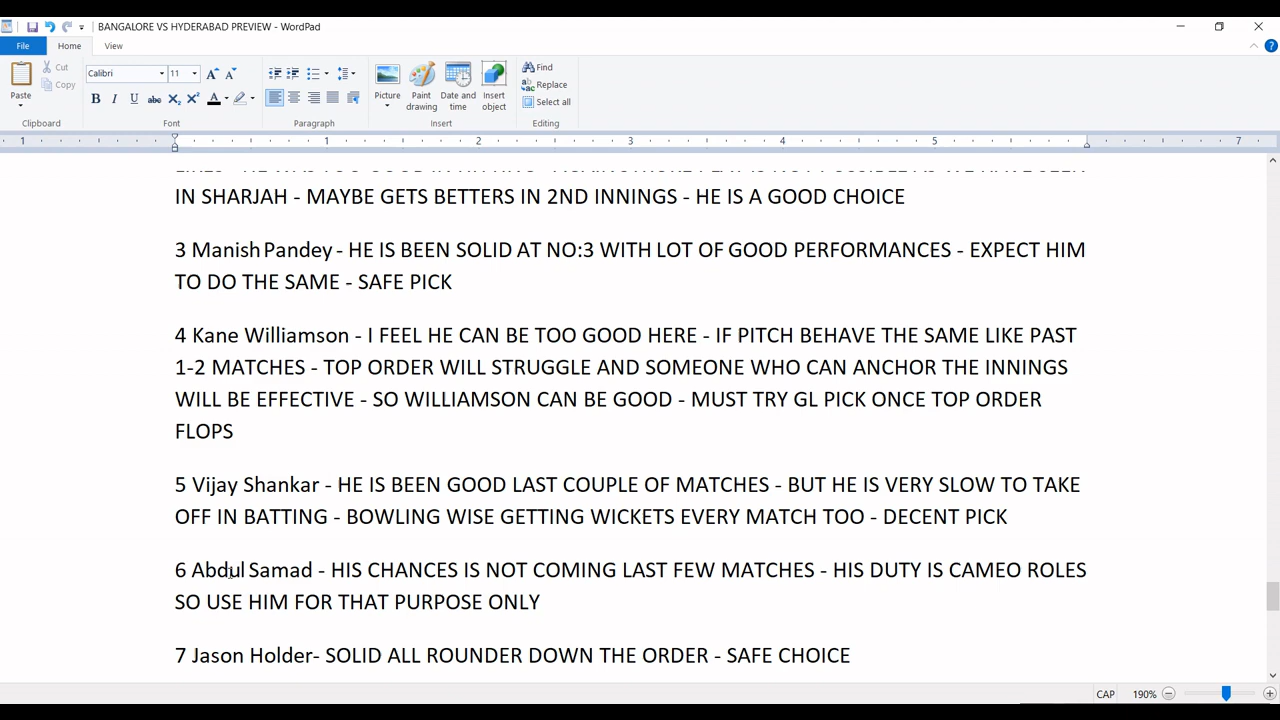 BANGALORE VS HYDERABAD PREVIEW - WordPad
File Home View
Cut
Copy
Paste
Clipboard
Calibri 11
Font
Paragraph
Picture
Paint drawing
Date and time
Insert object
Insert
Find
Replace
Select all
Editing
1 1 2 3 4 5 7
IN SHARJAH - MAYBE GETS BETTERS IN 2ND INNINGS - HE IS A GOOD CHOICE
3 Manish Pandey - HE IS BEEN SOLID AT NO:3 WITH LOT OF GOOD PERFORMANCES - EXPECT HIM
TO DO THE SAME - SAFE PICK
4 Kane Williamson - I FEEL HE CAN BE TOO GOOD HERE - IF PITCH BEHAVE THE SAME LIKE PAST
1-2 MATCHES - TOP ORDER WILL STRUGGLE AND SOMEONE WHO CAN ANCHOR THE INNINGS
WILL BE EFFECTIVE - SO WILLIAMSON CAN BE GOOD - MUST TRY GL PICK ONCE TOP ORDER
FLOPS
5 Vijay Shankar - HE IS BEEN GOOD LAST COUPLE OF MATCHES - BUT HE IS VERY SLOW TO TAKE
OFF IN BATTING - BOWLING WISE GETTING WICKETS EVERY MATCH TOO - DECENT PICK
6 Abdul Samad - HIS CHANCES IS NOT COMING LAST FEW MATCHES - HIS DUTY IS CAMEO ROLES
SO USE HIM FOR THAT PURPOSE ONLY
7 Jason Holder- SOLID ALL ROUNDER DOWN THE ORDER - SAFE CHOICE
CAP 190%